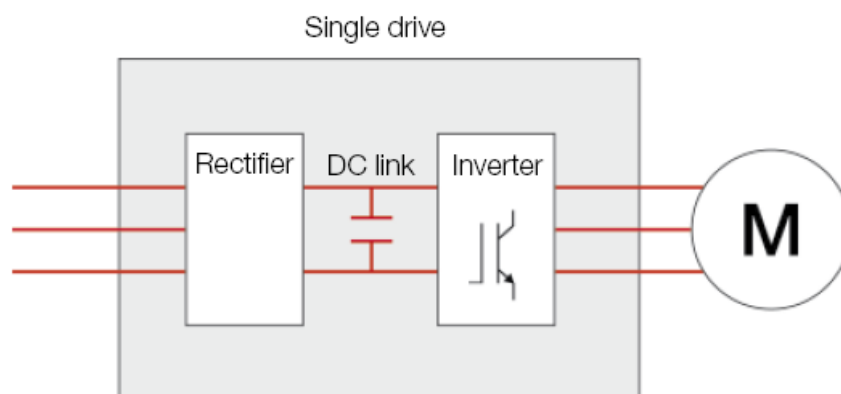 Single drive
Rectifier
DC link
Inverter
M